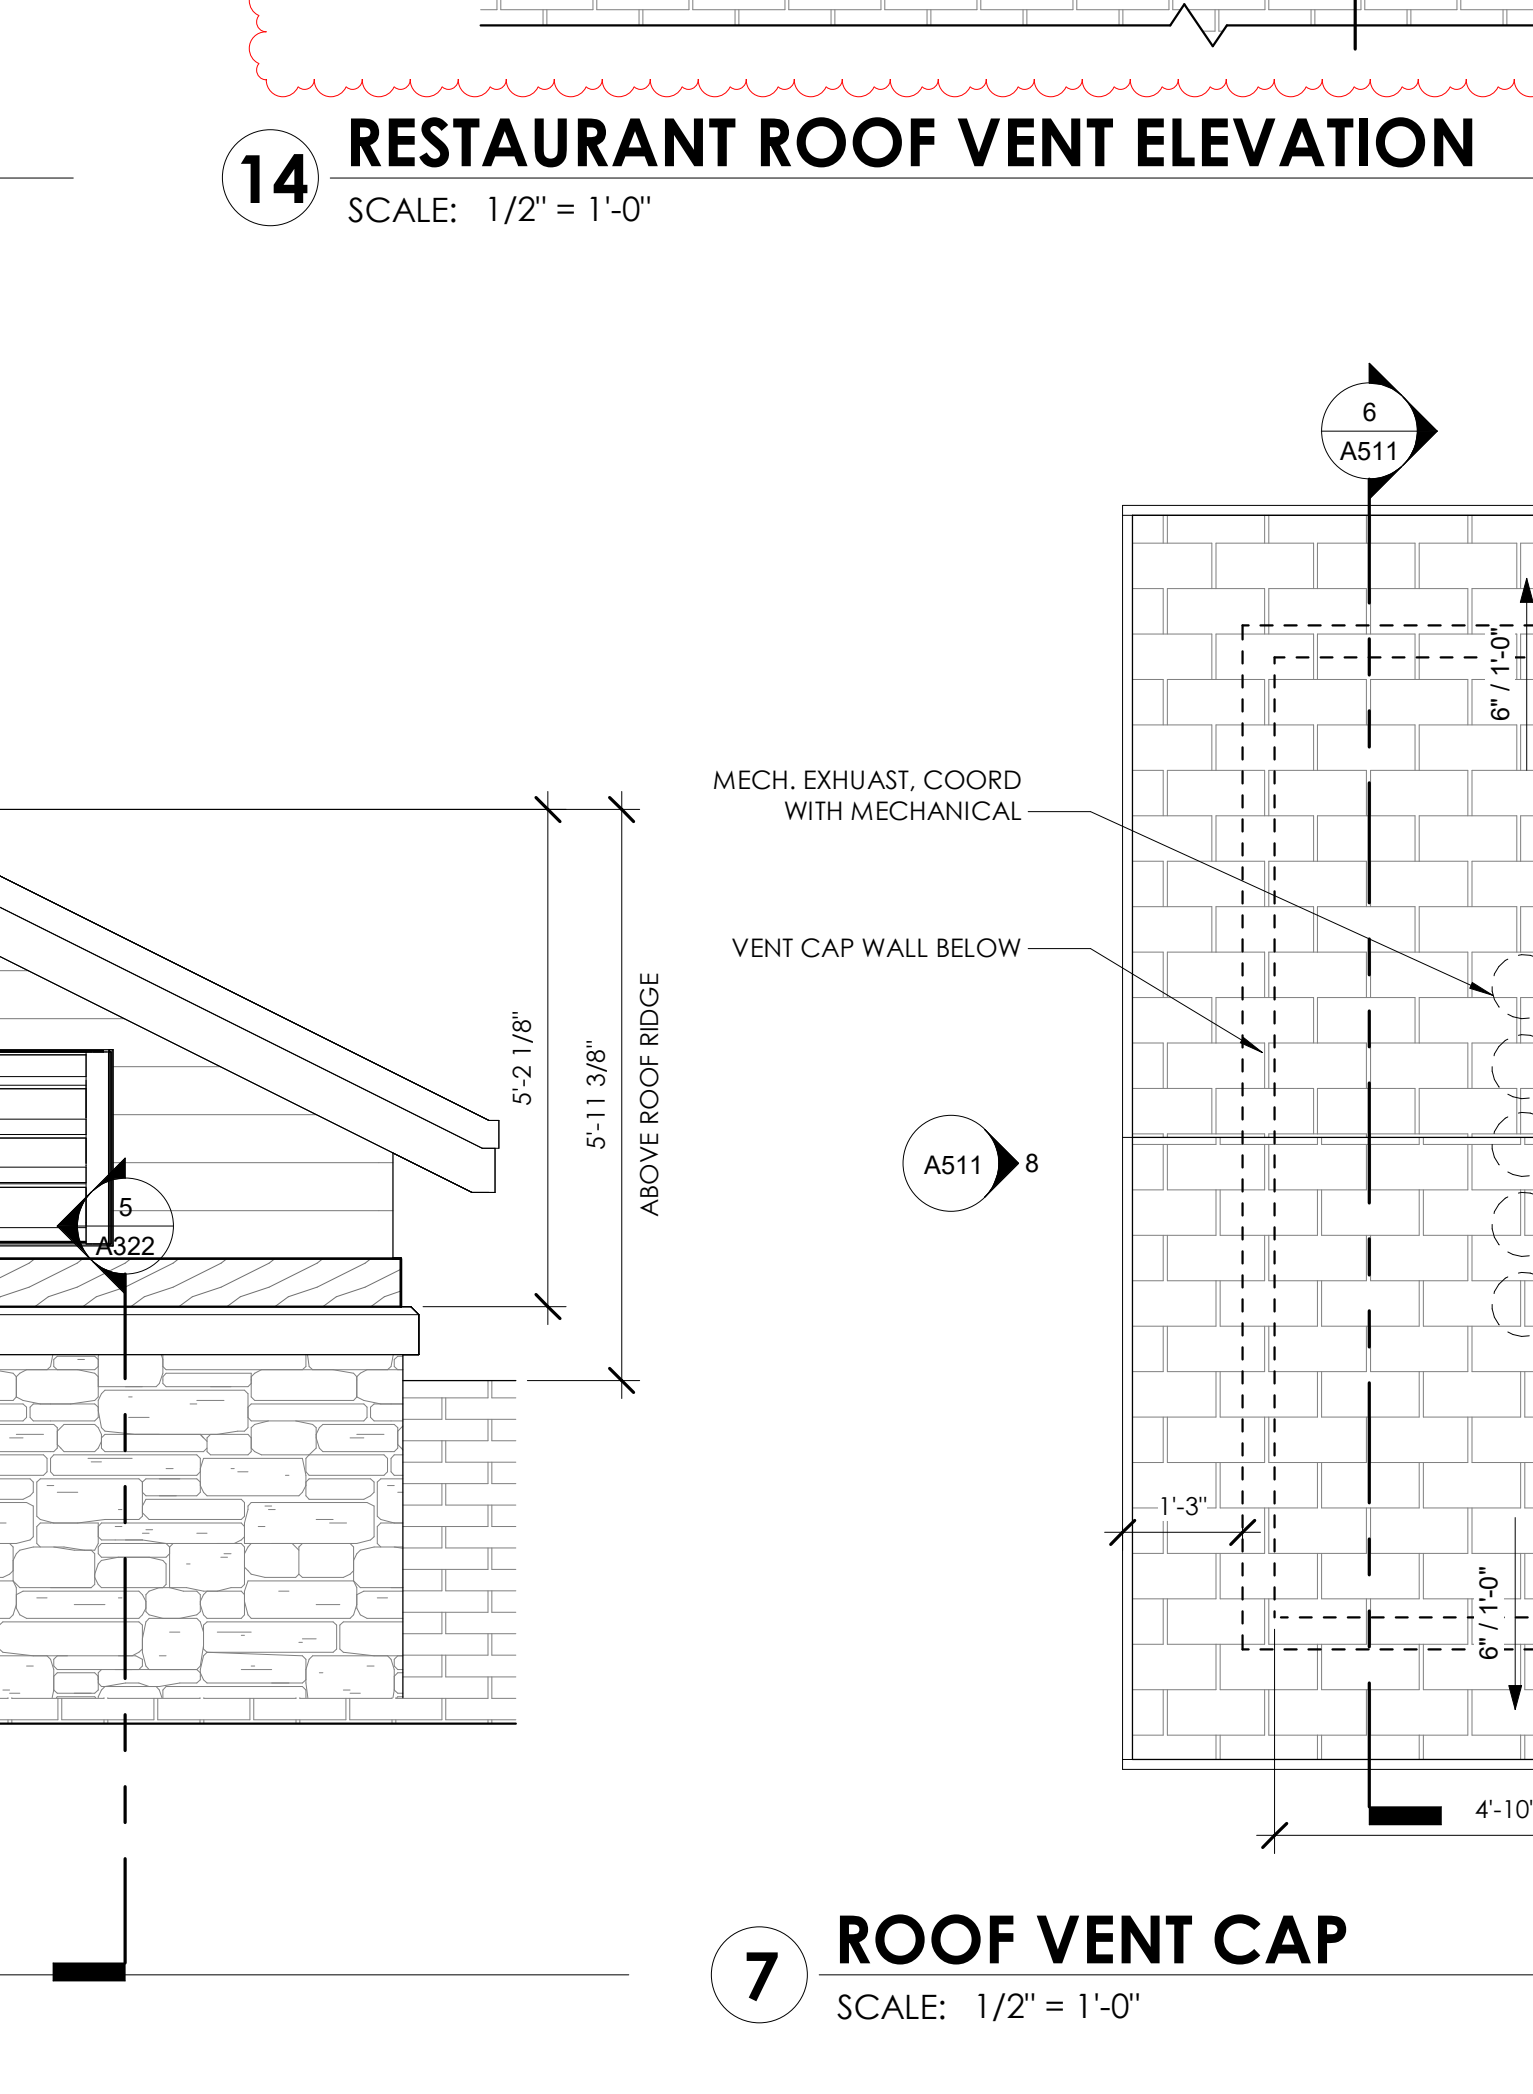 14
RESTAURANT ROOF VENT ELEVATION
SCALE: 1/2" = 1'-0"
6
A511
6" / 1'-0"
MECH. EXHUAST, COORD
WITH MECHANICAL
VENT CAP WALL BELOW
5'-2 1/8"
5'-11 3/8"
ABOVE ROOF RIDGE
A511
8
5
A322
1'-3"
6" / 1'-0"
4'-10"
7
ROOF VENT CAP
SCALE: 1/2" = 1'-0"